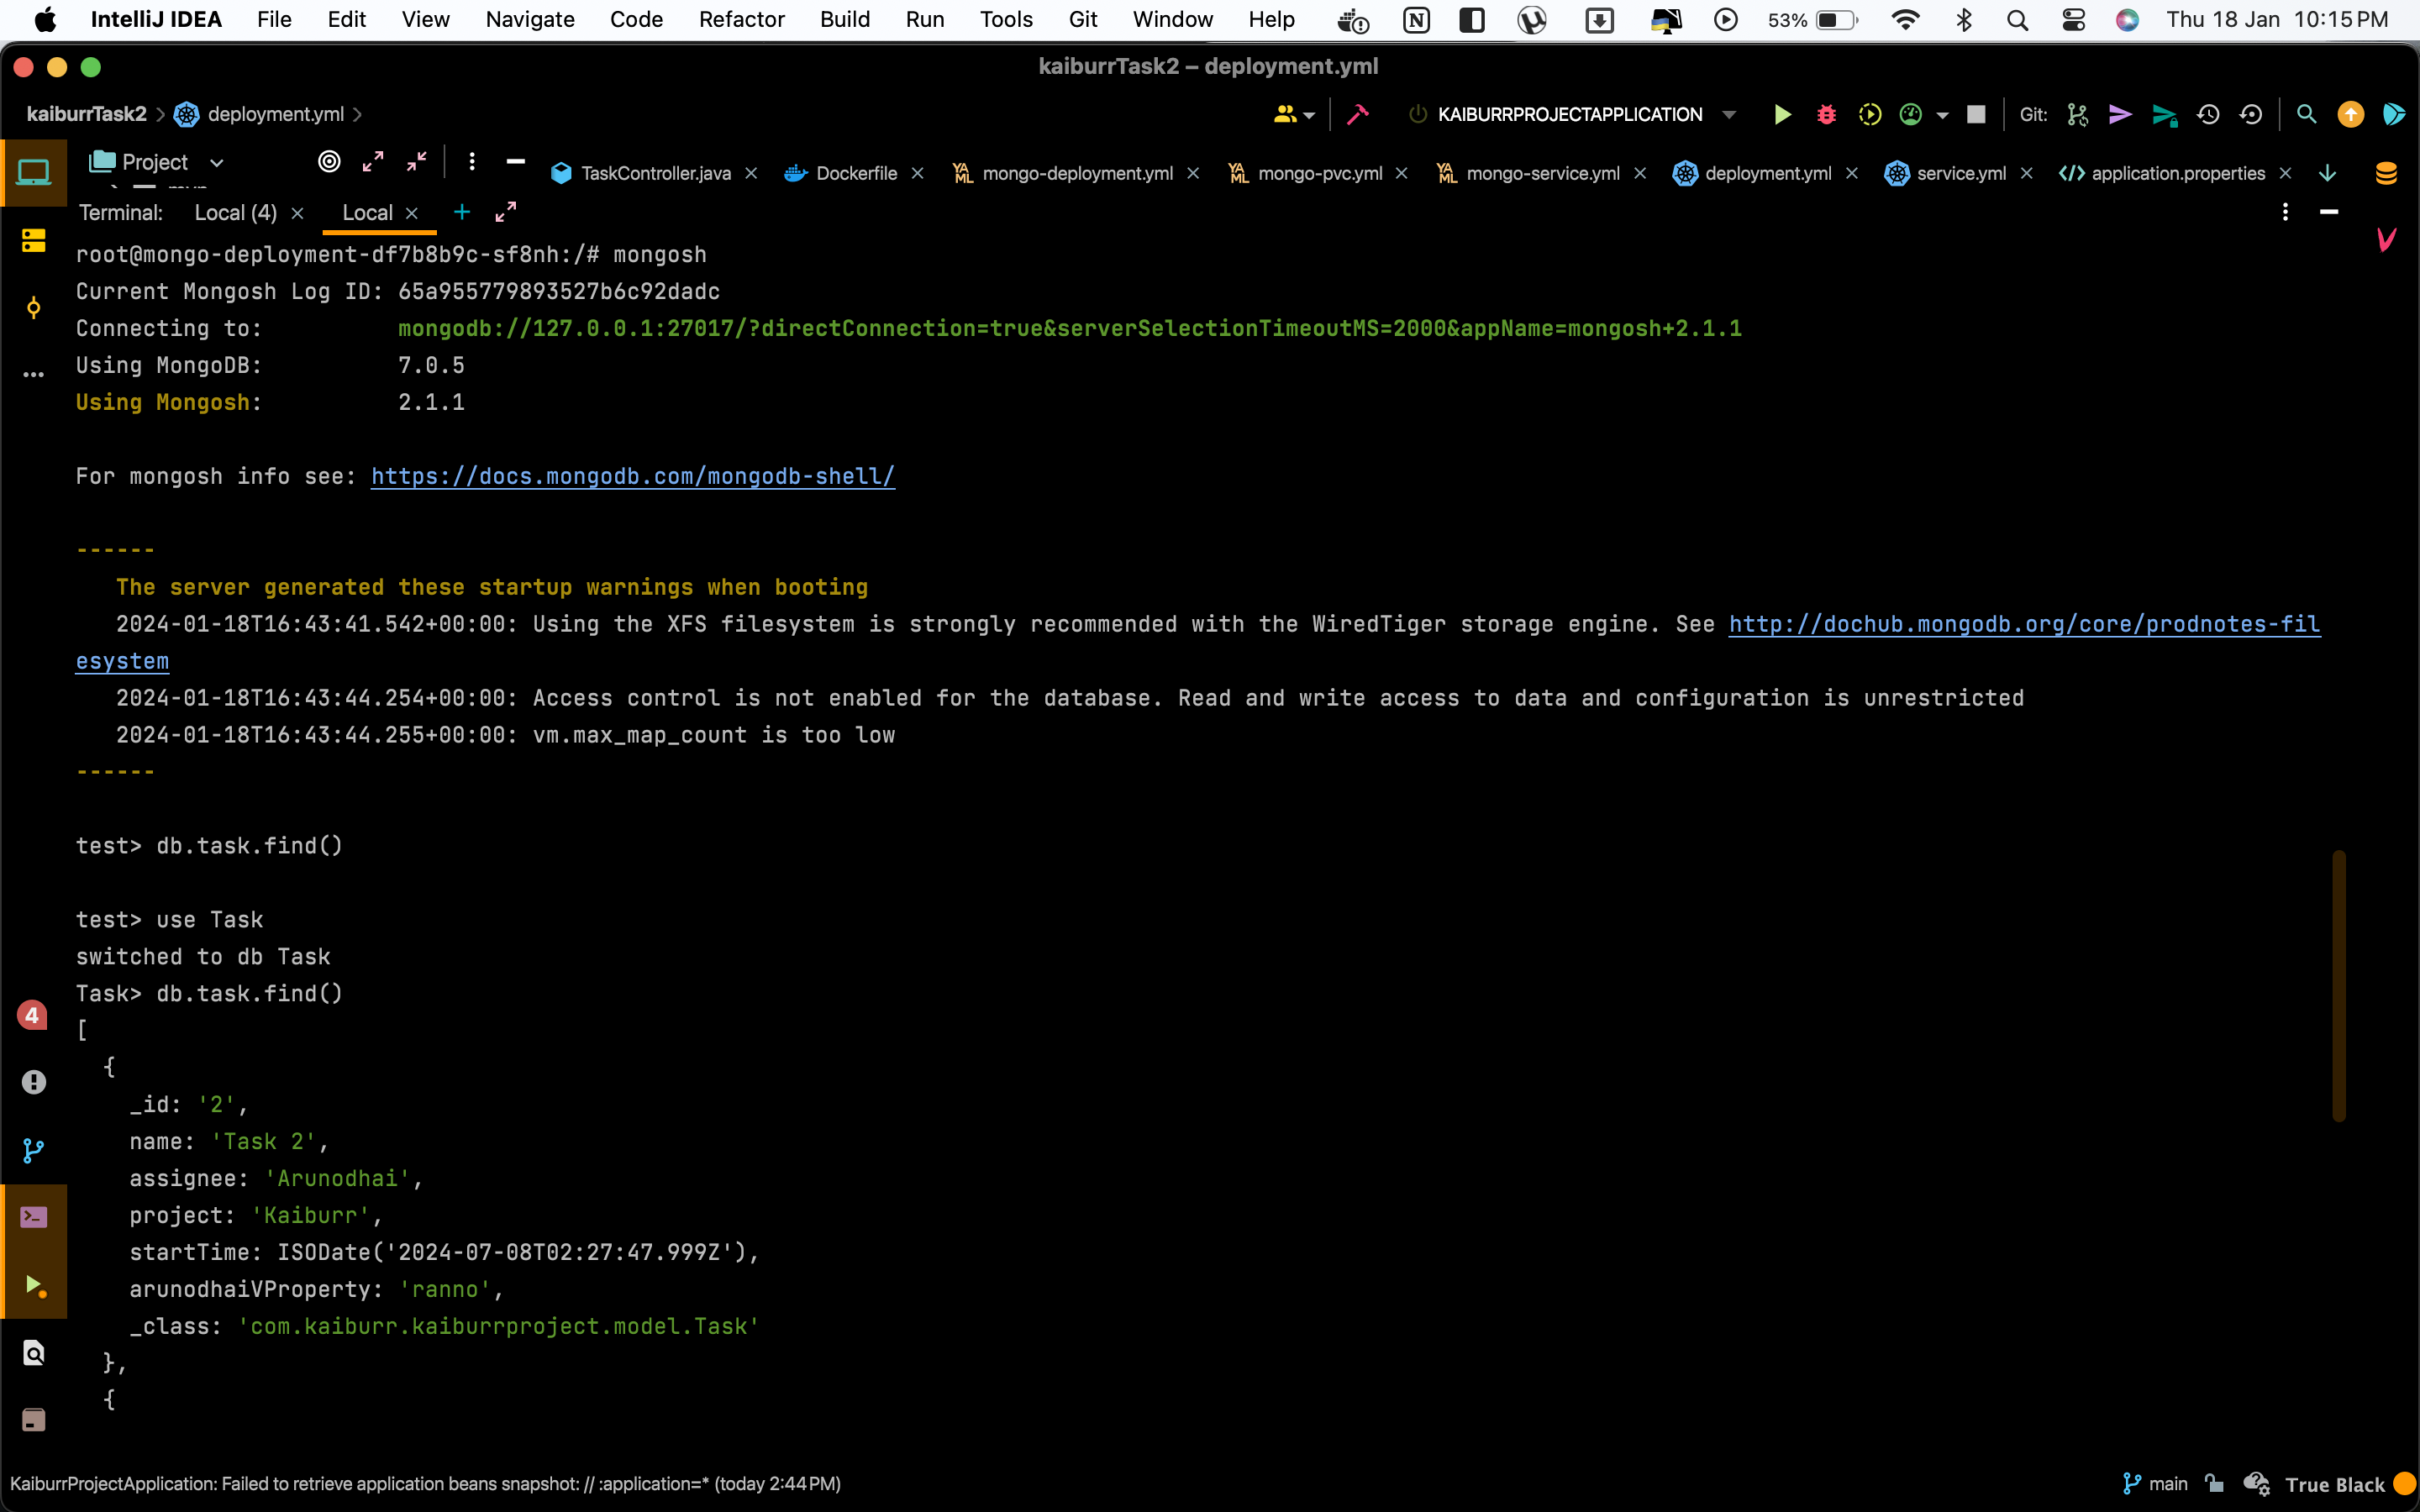 IntelliJ IDEA File Edit View Navigate Code Refactor Build Run Tools Git Window Help 53% Thu 18 Jan 10:15 PM
kaiburrTask2 – deployment.yml
kaiburrTask2 deployment.yml KAIBURRPROJECTAPPLICATION Git:
Project TaskController.java Dockerfile mongo-deployment.yml mongo-pvc.yml mongo-service.yml deployment.yml service.yml application.properties
Terminal: Local (4) Local
root@mongo-deployment-df7b8b9c-sf8nh:/# mongosh
Current Mongosh Log ID: 65a955779893527b6c92dadc
Connecting to: mongodb://127.0.0.1:27017/?directConnection=true&serverSelectionTimeoutMS=2000&appName=mongosh+2.1.1
Using MongoDB: 7.0.5
Using Mongosh: 2.1.1
For mongosh info see: https://docs.mongodb.com/mongodb-shell/
------
The server generated these startup warnings when booting
2024-01-18T16:43:41.542+00:00: Using the XFS filesystem is strongly recommended with the WiredTiger storage engine. See http://dochub.mongodb.org/core/prodnotes-fil
esystem
2024-01-18T16:43:44.254+00:00: Access control is not enabled for the database. Read and write access to data and configuration is unrestricted
2024-01-18T16:43:44.255+00:00: vm.max_map_count is too low
------
test> db.task.find()
test> use Task
switched to db Task
Task> db.task.find()
[
{
_id: '2',
name: 'Task 2',
assignee: 'Arunodhai',
project: 'Kaiburr',
startTime: ISODate('2024-07-08T02:27:47.999Z'),
arunodhaiVProperty: 'ranno',
_class: 'com.kaiburr.kaiburrproject.model.Task'
},
{
4
KaiburrProjectApplication: Failed to retrieve application beans snapshot: // :application=* (today 2:44 PM) main True Black